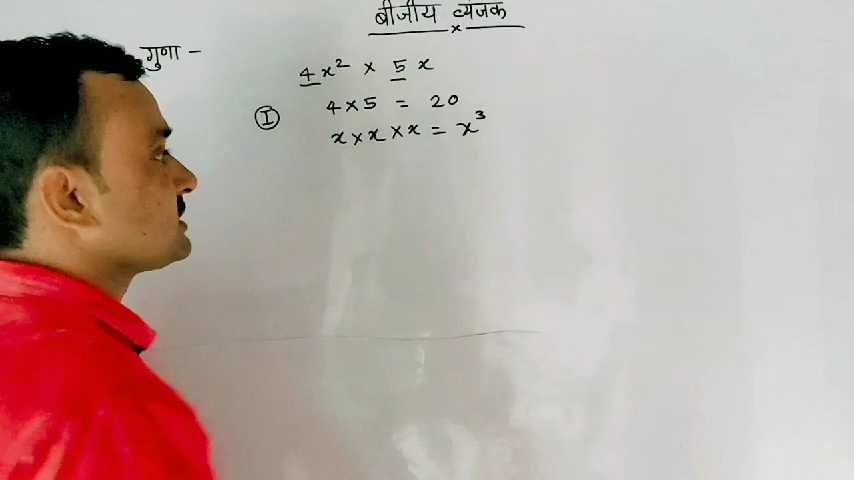 बीजीय व्यंजक
x
गुणा -
4x² × 5x
I 4 × 5 = 20
x × x × x = x³